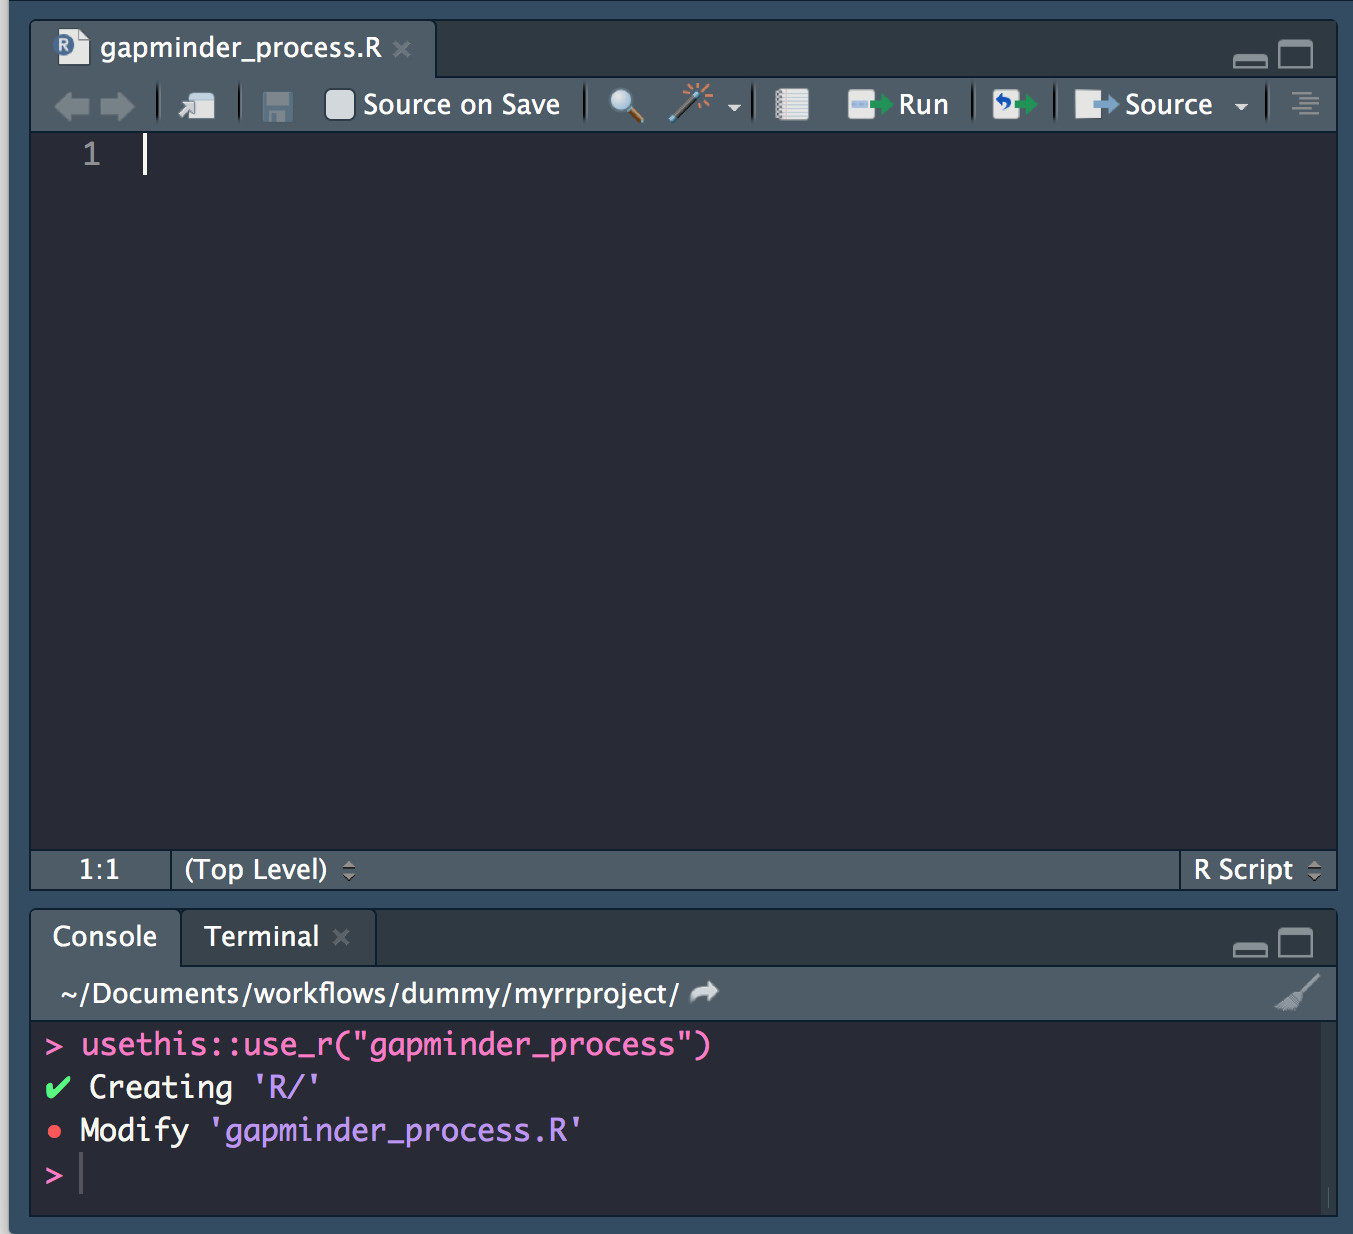 gapminder_process.R
Source on Save Run Source
1
1:1 (Top Level) R Script
Console Terminal
~/Documents/workflows/dummy/myrrproject/
> usethis::use_r("gapminder_process")
✔ Creating 'R/'
● Modify 'gapminder_process.R'
>